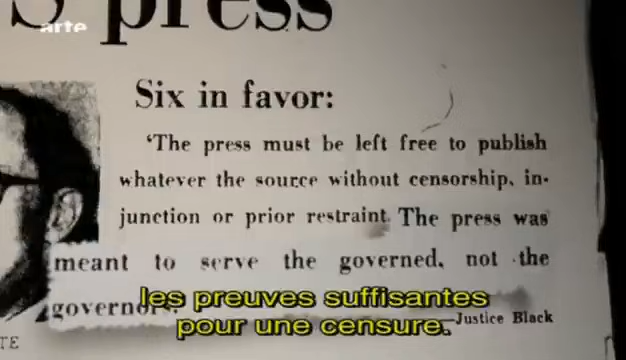 S press
arte
Six in favor:
'The press must be left free to publish
whatever the source without censorship, in-
junction or prior restraint. The press was
meant to serve the governed, not the
governors.
les preuves suffisantes
pour une censure.
—Justice Black
TE